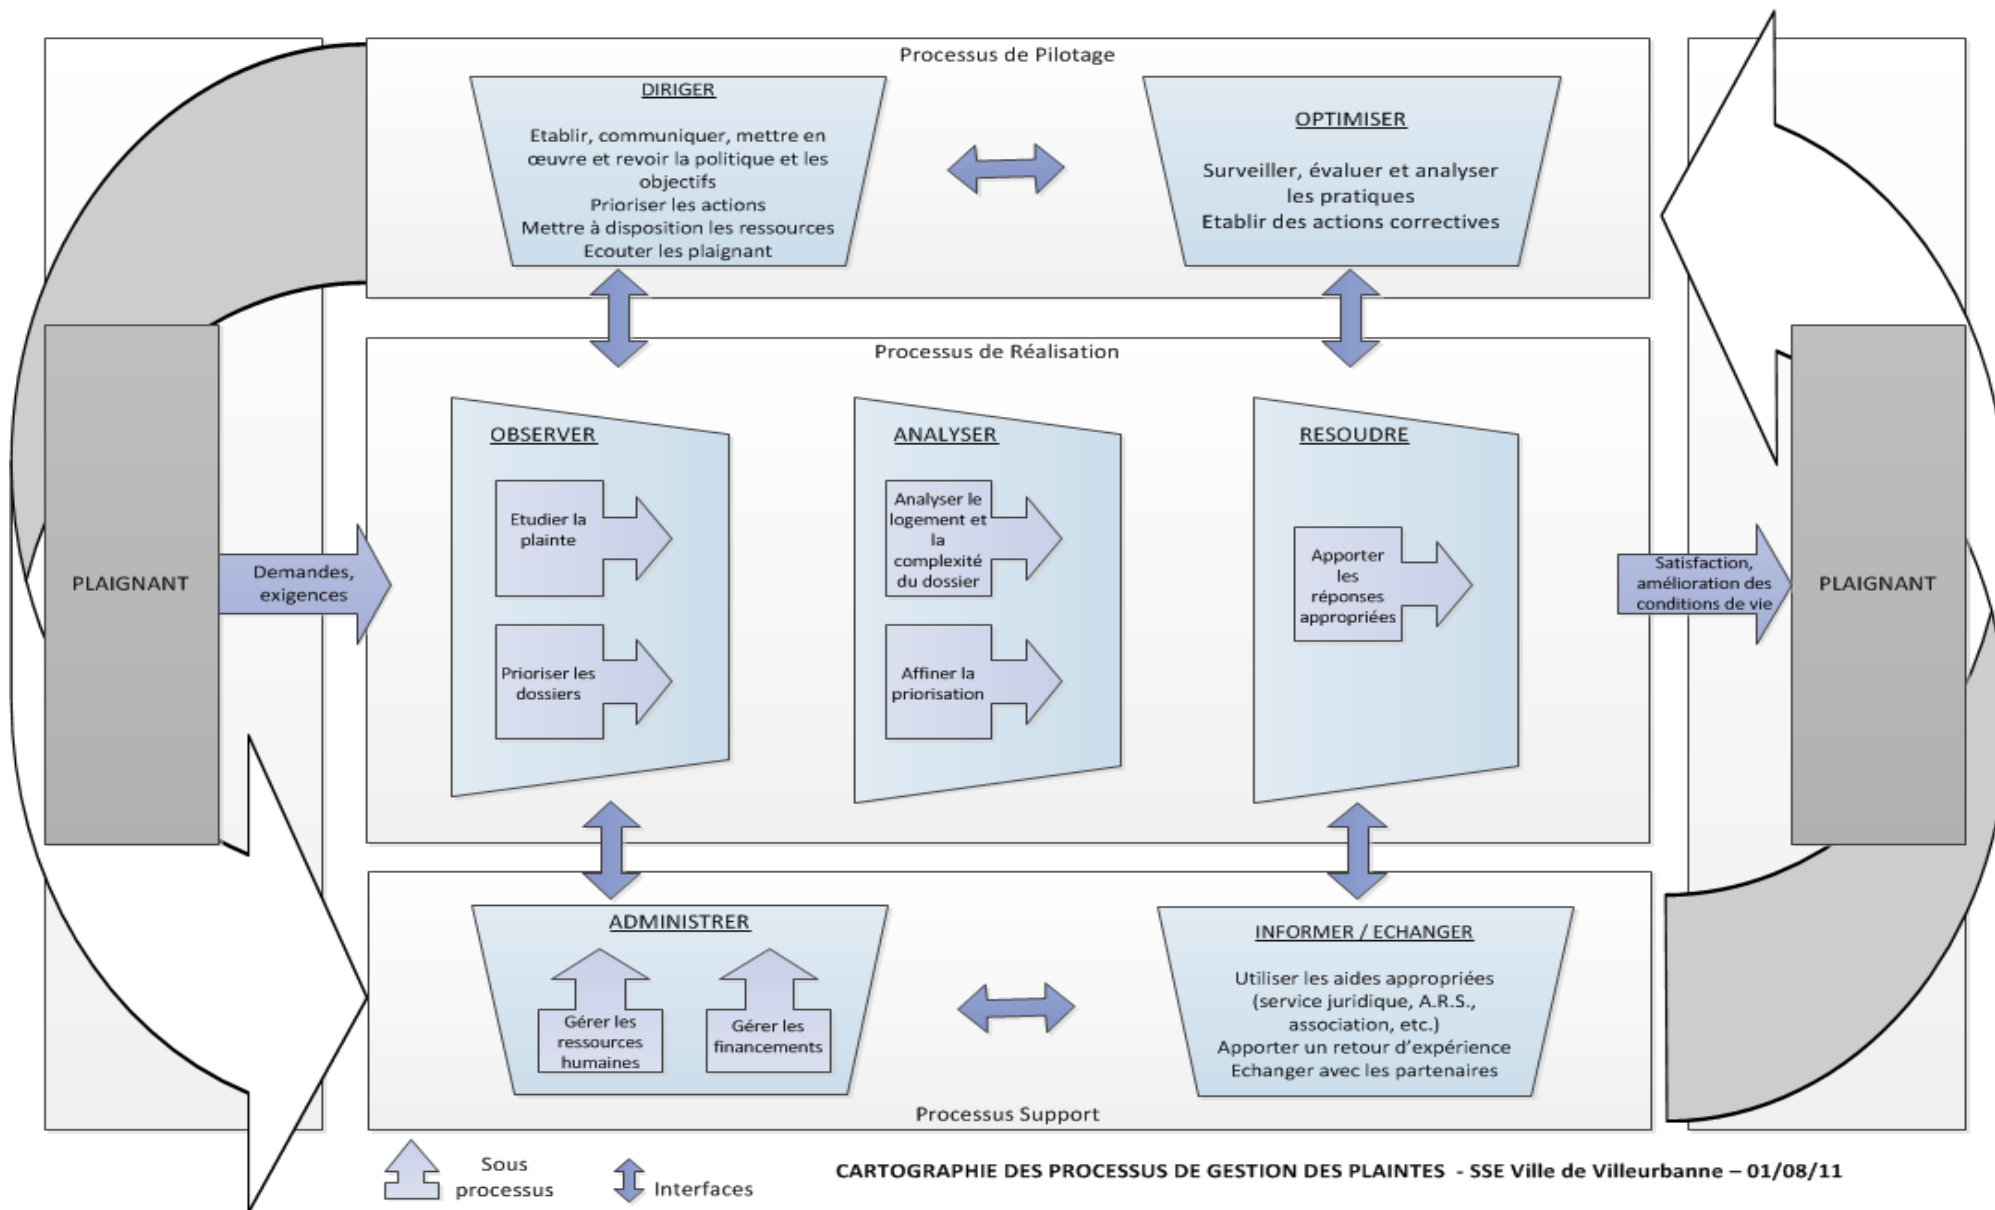 Processus de Pilotage
DIRIGER
Etablir, communiquer, mettre en
œuvre et revoir la politique et les
objectifs
Prioriser les actions
Mettre à disposition les ressources
Ecouter les plaignant
OPTIMISER
Surveiller, évaluer et analyser
les pratiques
Etablir des actions correctives
PLAIGNANT
Demandes,
exigences
Processus de Réalisation
OBSERVER
Etudier la
plainte
Prioriser les
dossiers
ANALYSER
Analyser le
logement et
la
complexité
du dossier
Affiner la
priorisation
RESOUDRE
Apporter
les
réponses
appropriées
Satisfaction,
amélioration des
conditions de vie
PLAIGNANT
ADMINISTRER
Gérer les
ressources
humaines
Gérer les
financements
INFORMER / ECHANGER
Utiliser les aides appropriées
(service juridique, A.R.S.,
association, etc.)
Apporter un retour d’expérience
Echanger avec les partenaires
Processus Support
Sous
processus
Interfaces
CARTOGRAPHIE DES PROCESSUS DE GESTION DES PLAINTES - SSE Ville de Villeurbanne – 01/08/11